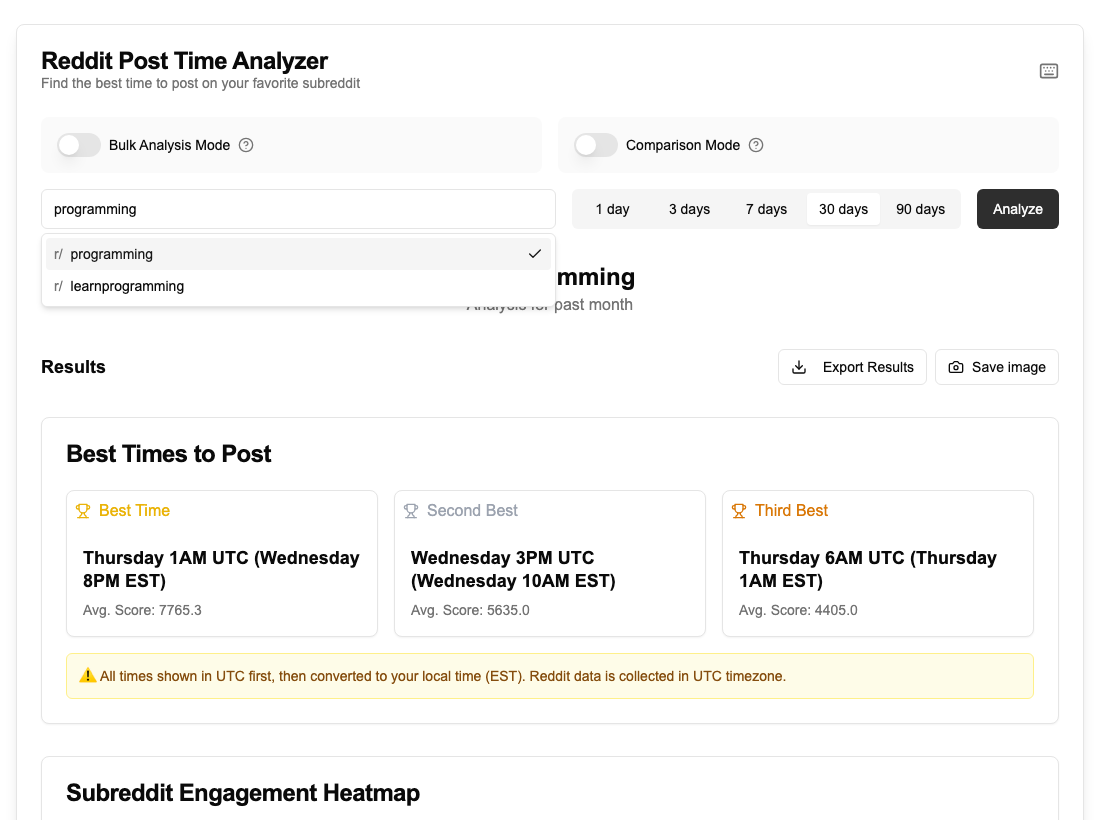 Reddit Post Time Analyzer
Find the best time to post on your favorite subreddit
Bulk Analysis Mode
Comparison Mode
programming
1 day
3 days
7 days
30 days
90 days
Analyze
r/ programming
r/ learnprogramming
mming
Analysis for past month
Results
Export Results
Save image
Best Times to Post
Best Time
Thursday 1AM UTC (Wednesday
8PM EST)
Avg. Score: 7765.3
Second Best
Wednesday 3PM UTC
(Wednesday 10AM EST)
Avg. Score: 5635.0
Third Best
Thursday 6AM UTC (Thursday
1AM EST)
Avg. Score: 4405.0
All times shown in UTC first, then converted to your local time (EST). Reddit data is collected in UTC timezone.
Subreddit Engagement Heatmap